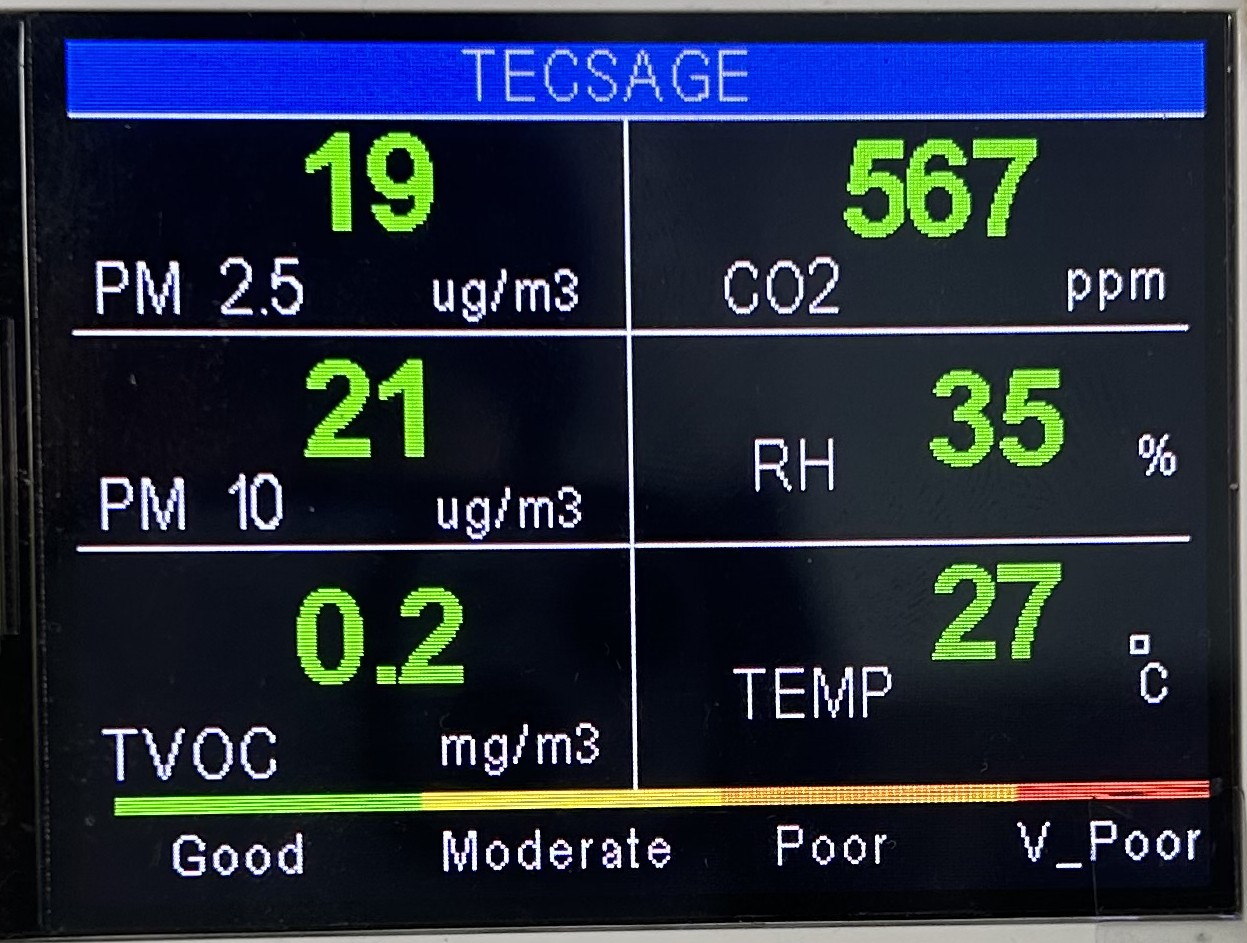 TECSAGE
19
PM 2.5 ug/m3
567
CO2 ppm
21
PM 10 ug/m3
RH 35 %
0.2
TVOC mg/m3
27
TEMP °C
Good Moderate Poor V_Poor